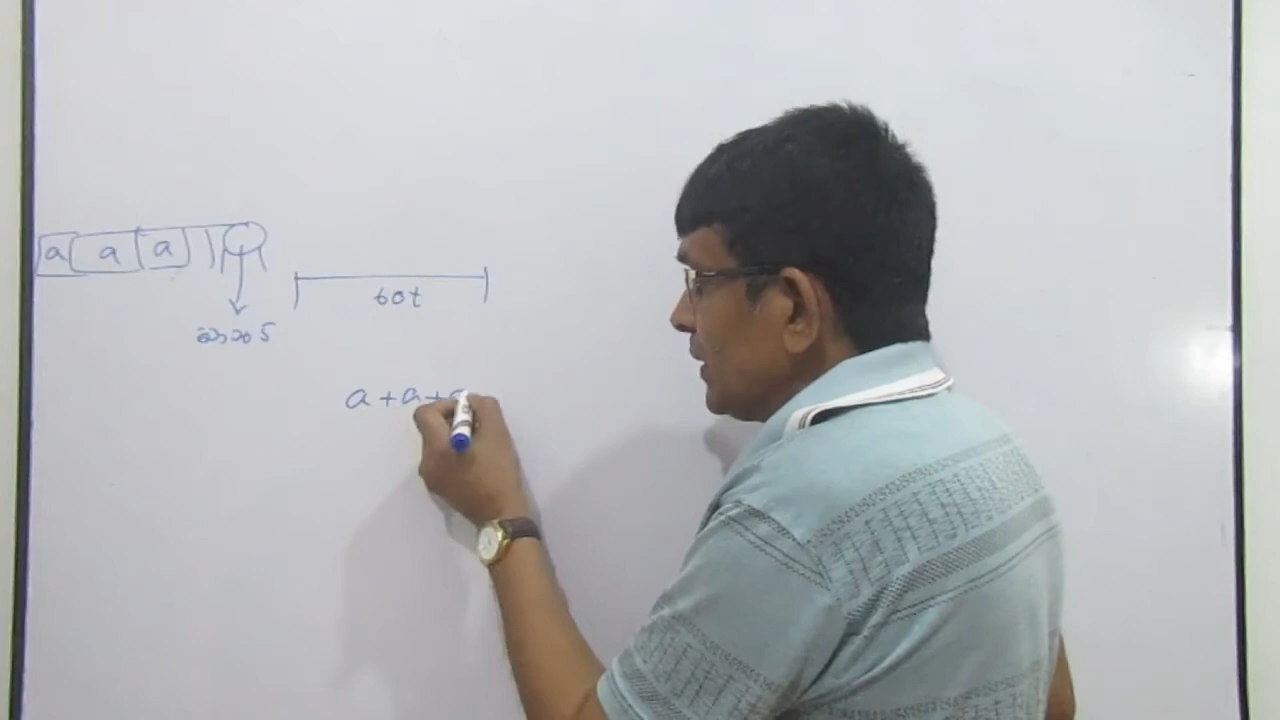 a a a
60t
a + a +